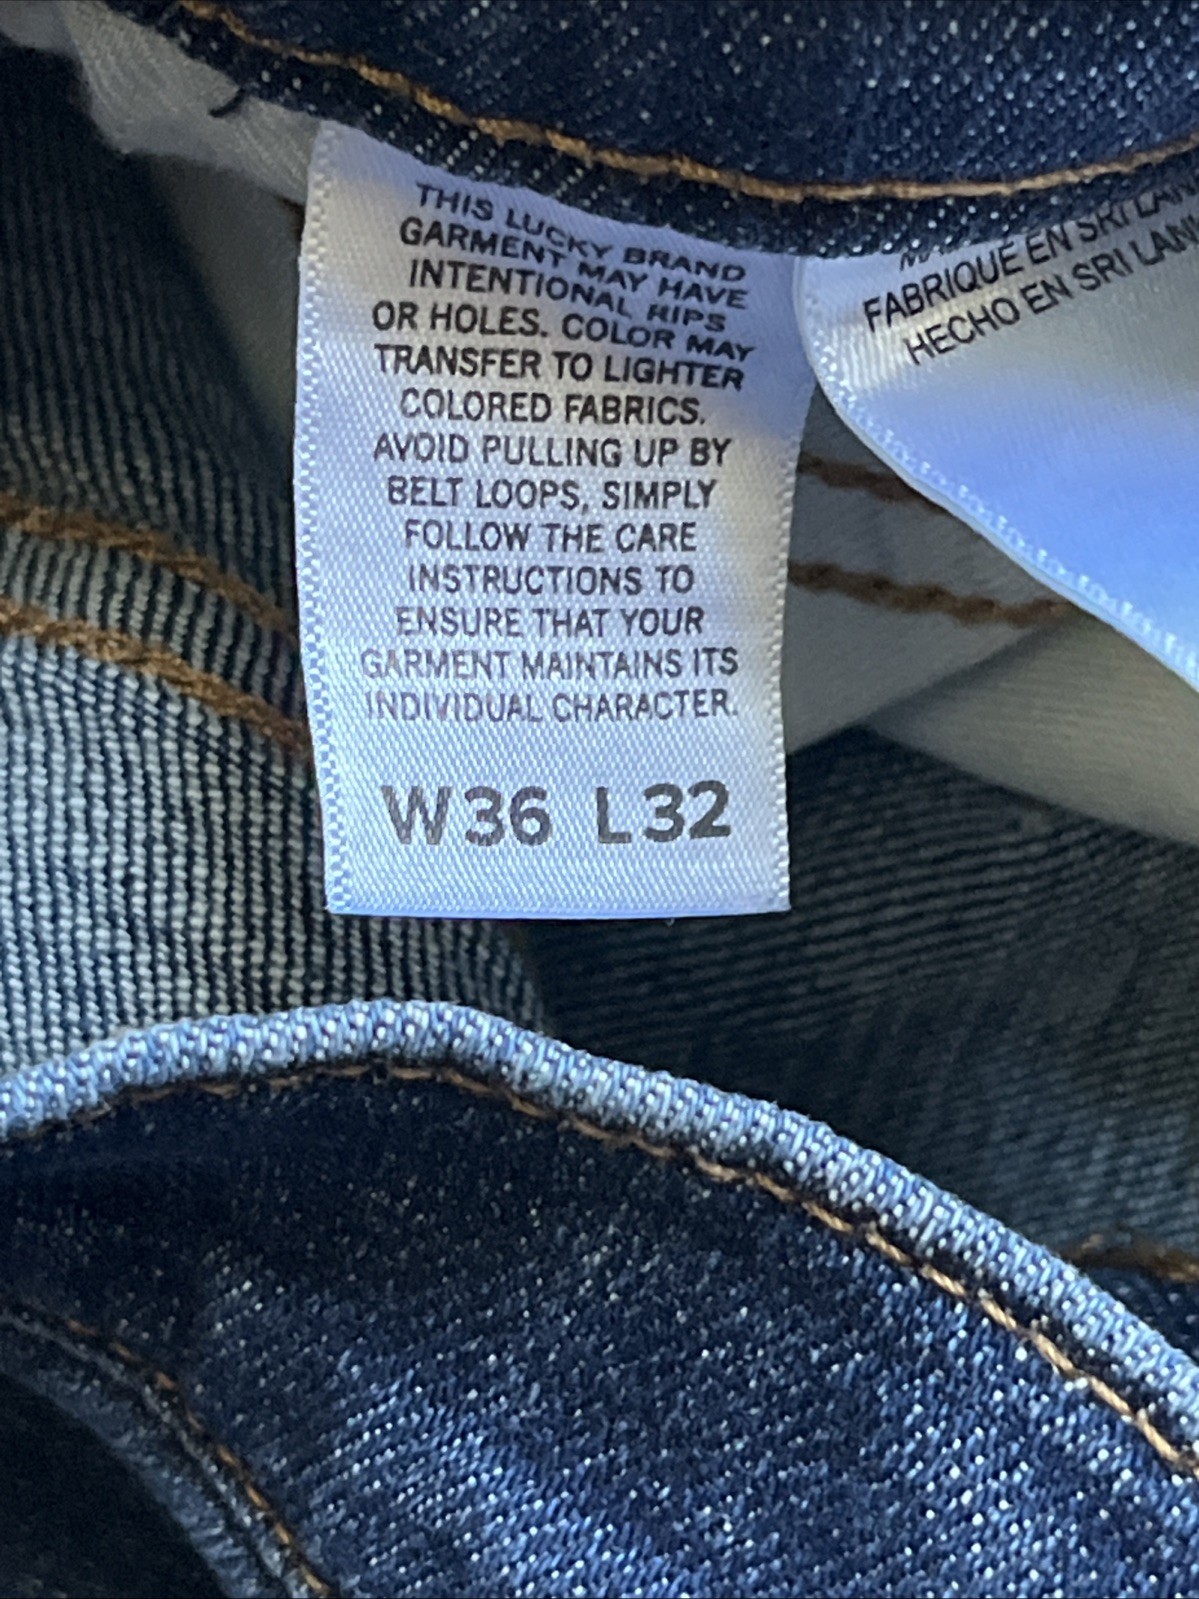 THIS LUCKY BRAND
GARMENT MAY HAVE
INTENTIONAL RIPS
OR HOLES. COLOR MAY
TRANSFER TO LIGHTER
COLORED FABRICS.
AVOID PULLING UP BY
BELT LOOPS, SIMPLY
FOLLOW THE CARE
INSTRUCTIONS TO
ENSURE THAT YOUR
GARMENT MAINTAINS ITS
INDIVIDUAL CHARACTER.
W36 L32
FABRIQUE EN SRI LAN
HECHO EN SRI LAN